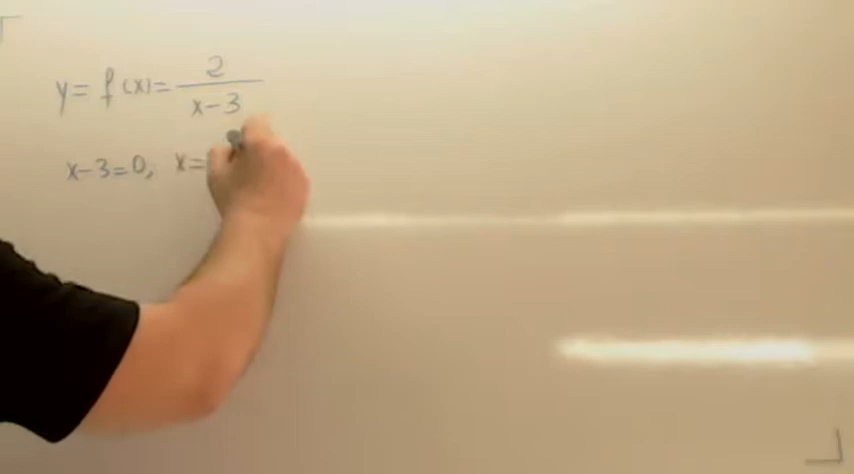 y = f(x) = 2/(x-3)
x-3=0, x=